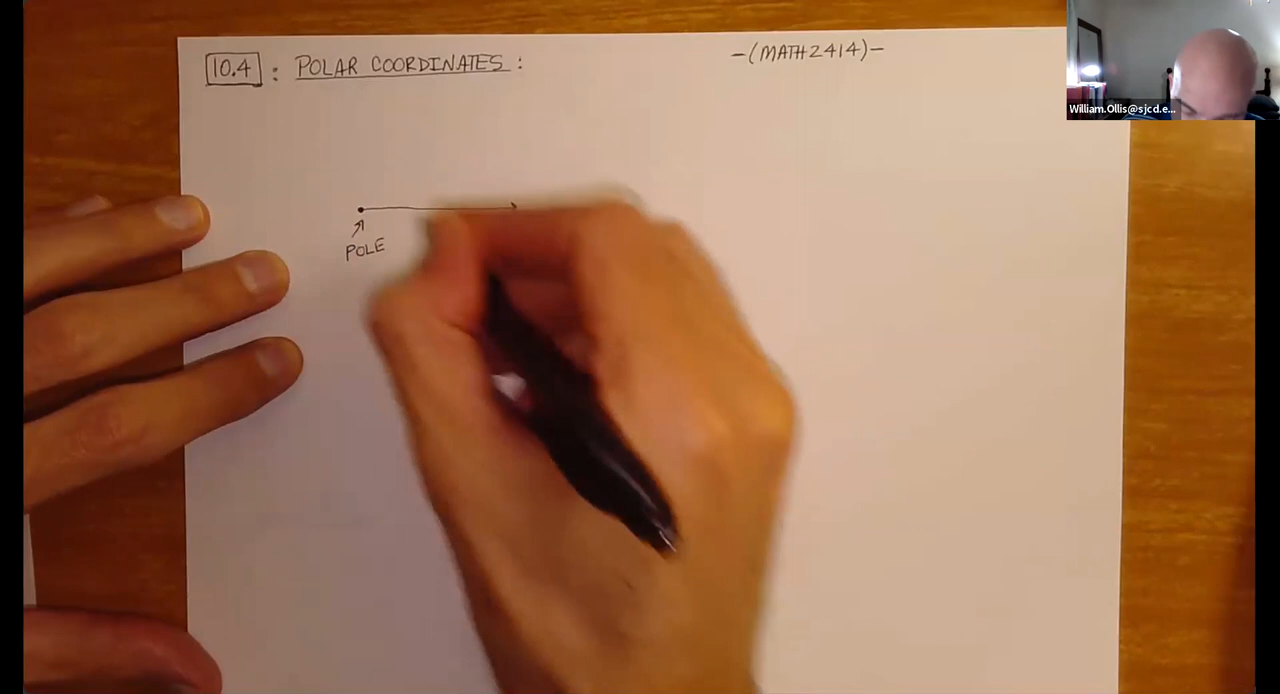 10.4 : POLAR COORDINATES :
-(MATH 2414)-
William.Ollis@sjcd.e...
POLE